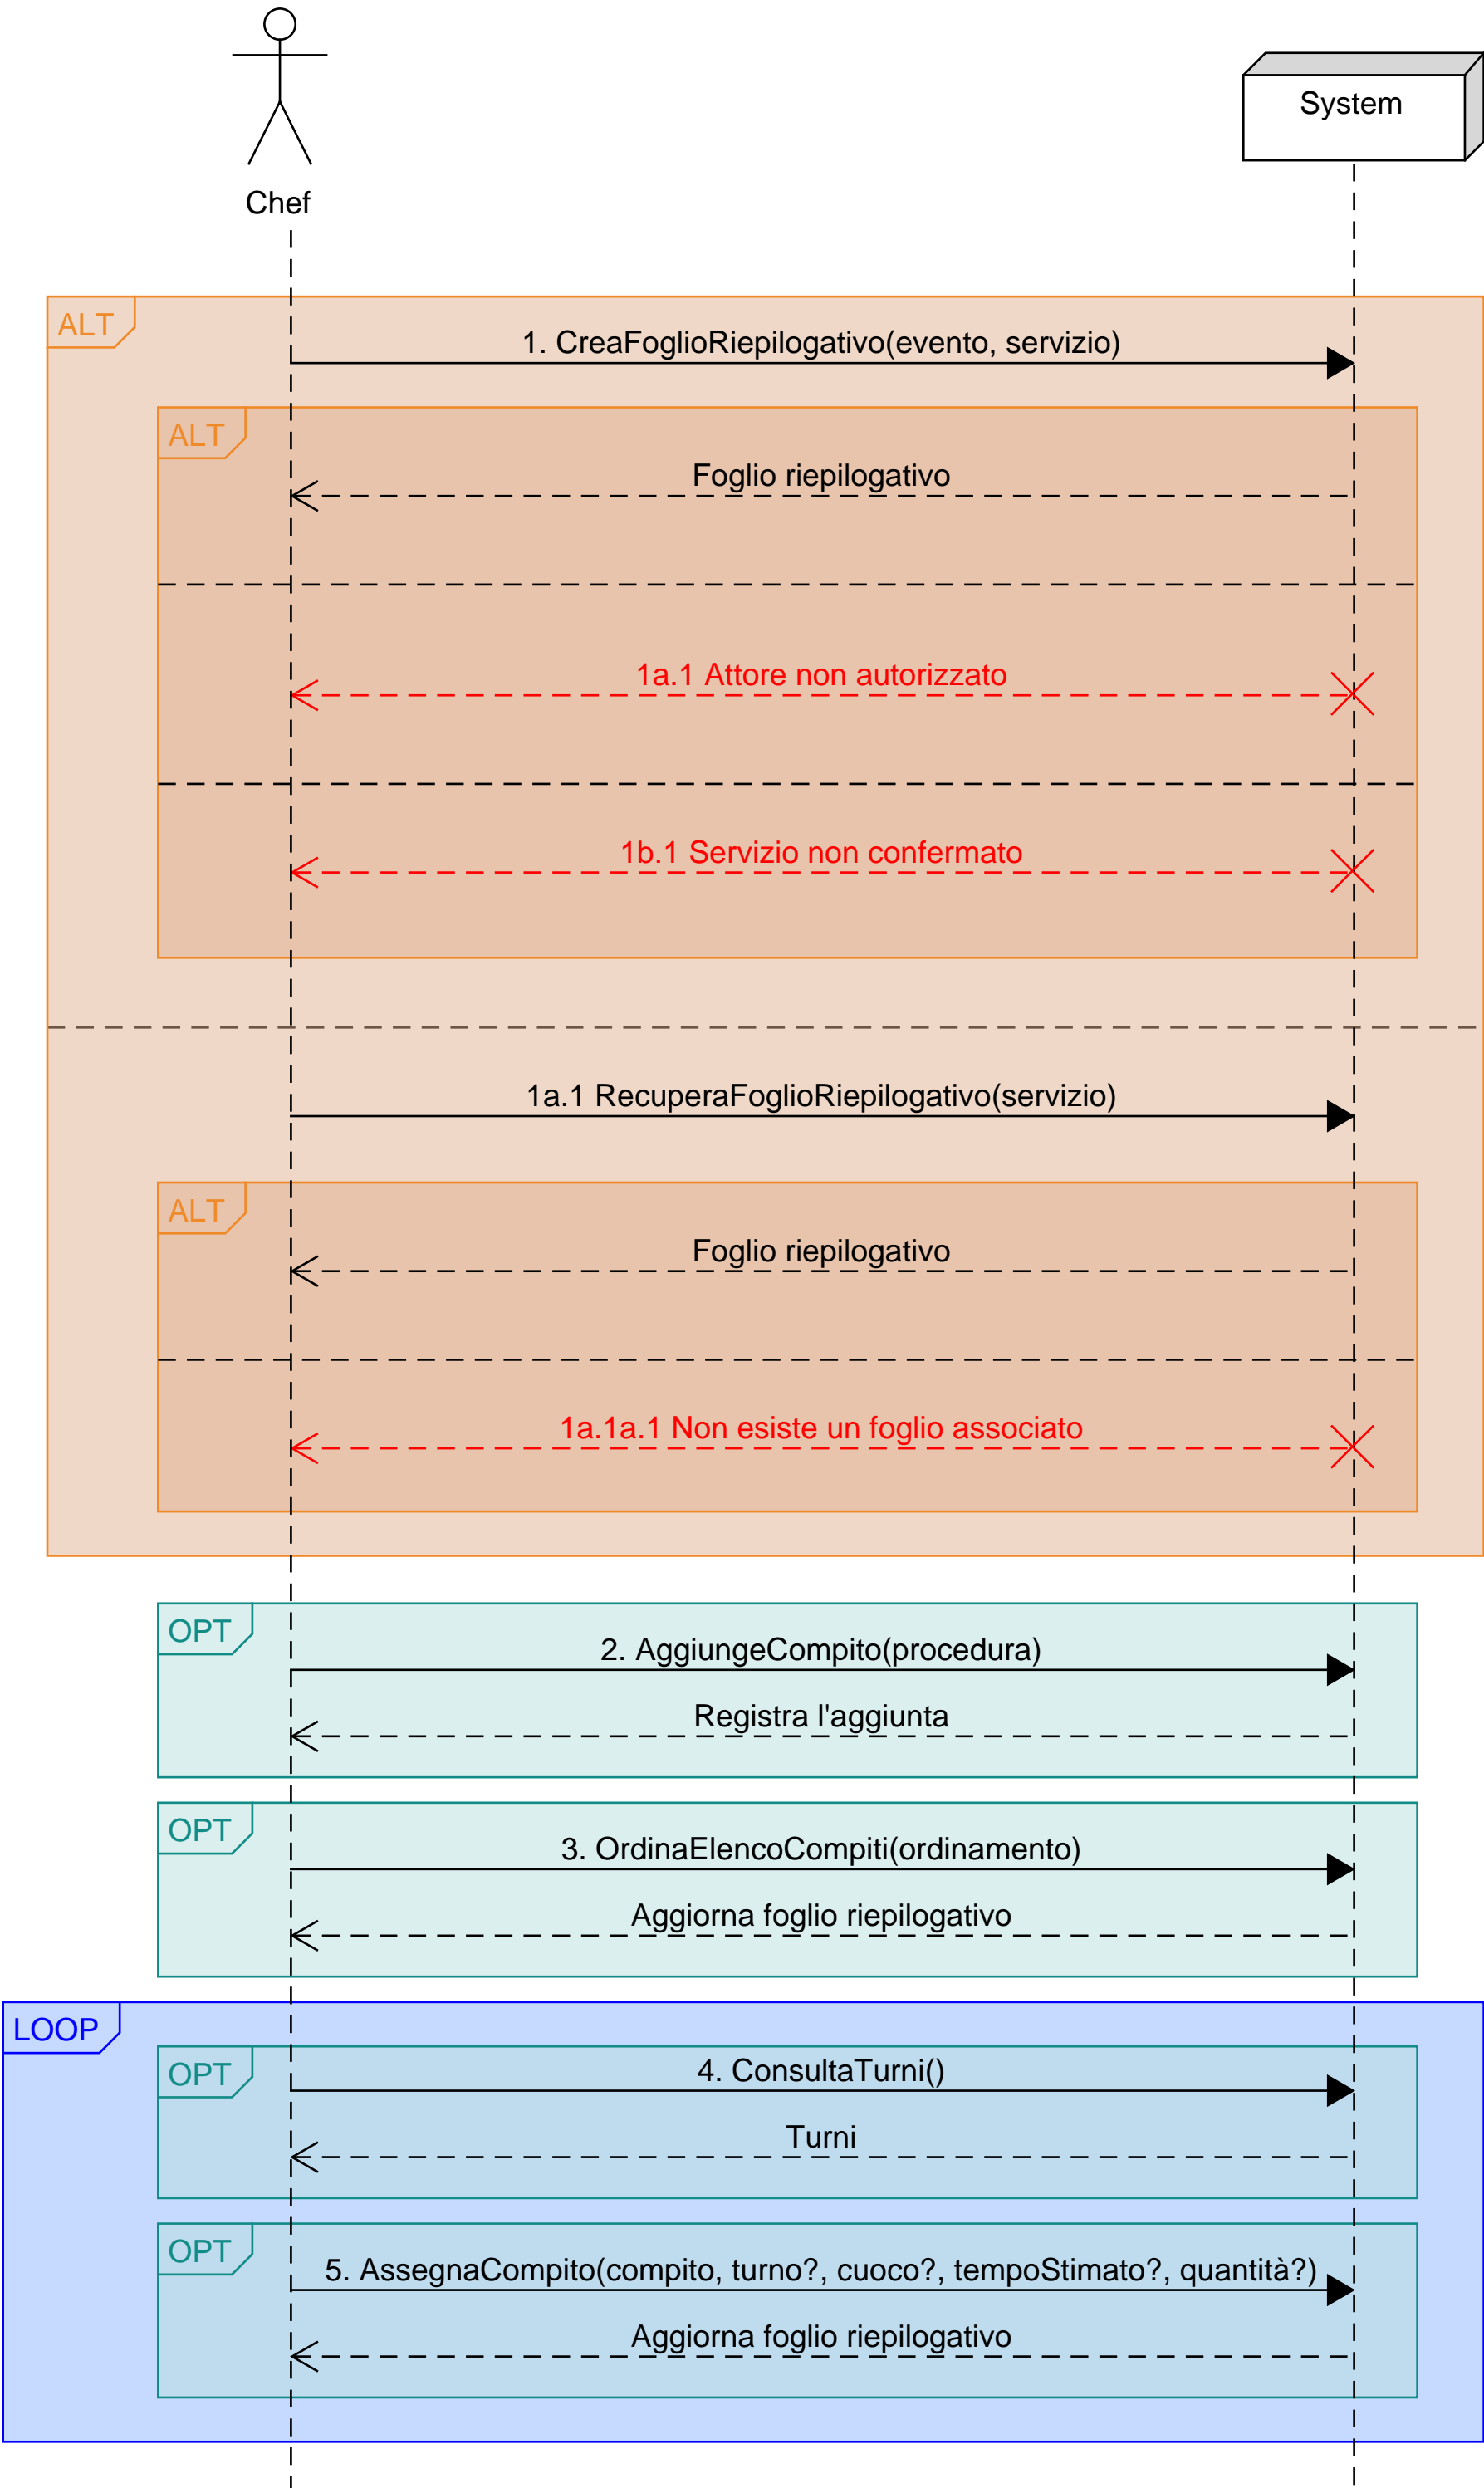 System
Chef
ALT
1. CreaFoglioRiepilogativo(evento, servizio)
ALT
Foglio riepilogativo
1a.1 Attore non autorizzato
1b.1 Servizio non confermato
1a.1 RecuperaFoglioRiepilogativo(servizio)
ALT
Foglio riepilogativo
1a.1a.1 Non esiste un foglio associato
OPT
2. AggiungeCompito(procedura)
Registra l'aggiunta
OPT
3. OrdinaElencoCompiti(ordinamento)
Aggiorna foglio riepilogativo
LOOP
OPT
4. ConsultaTurni()
Turni
OPT
5. AssegnaCompito(compito, turno?, cuoco?, tempoStimato?, quantità?)
Aggiorna foglio riepilogativo